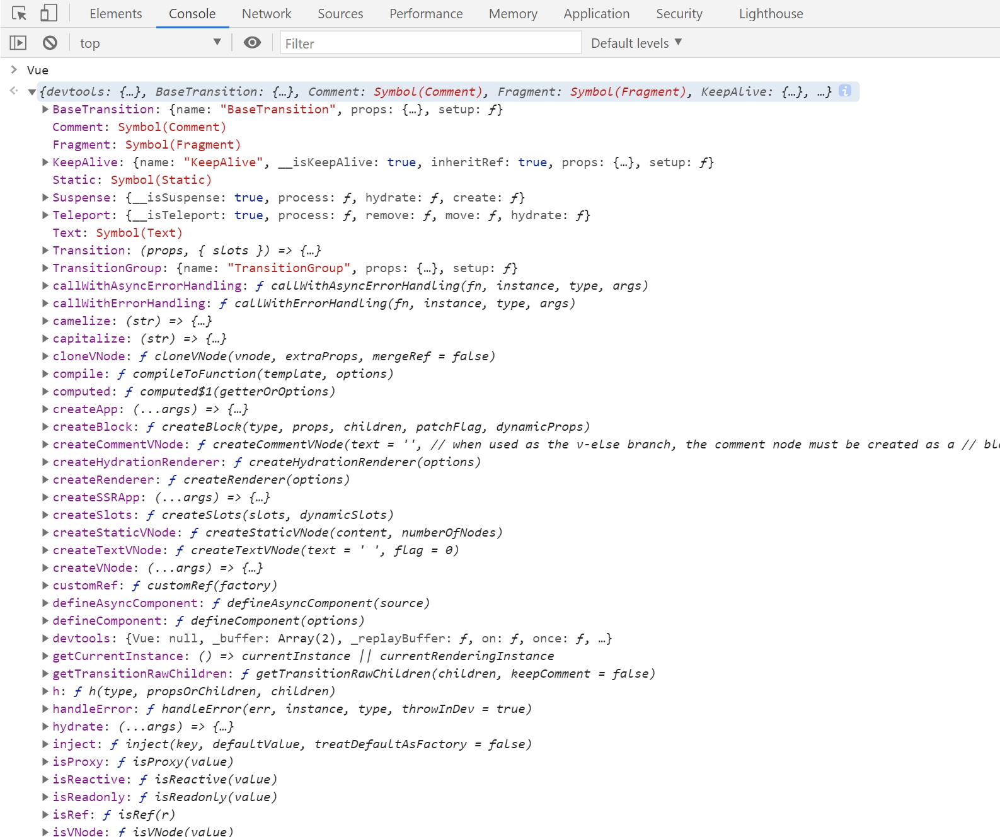 Elements Console Network Sources Performance Memory Application Security Lighthouse
top ▼ Filter Default levels ▼
> Vue
▼{devtools: {…}, BaseTransition: {…}, Comment: Symbol(Comment), Fragment: Symbol(Fragment), KeepAlive: {…}, …} i
▶BaseTransition: {name: "BaseTransition", props: {…}, setup: ƒ}
Comment: Symbol(Comment)
Fragment: Symbol(Fragment)
▶KeepAlive: {name: "KeepAlive", __isKeepAlive: true, inheritRef: true, props: {…}, setup: ƒ}
Static: Symbol(Static)
▶Suspense: {__isSuspense: true, process: ƒ, hydrate: ƒ, create: ƒ}
▶Teleport: {__isTeleport: true, process: ƒ, remove: ƒ, move: ƒ, hydrate: ƒ}
Text: Symbol(Text)
▶Transition: (props, { slots }) => {…}
▶TransitionGroup: {name: "TransitionGroup", props: {…}, setup: ƒ}
▶callWithAsyncErrorHandling: ƒ callWithAsyncErrorHandling(fn, instance, type, args)
▶callWithErrorHandling: ƒ callWithErrorHandling(fn, instance, type, args)
▶camelize: (str) => {…}
▶capitalize: (str) => {…}
▶cloneVNode: ƒ cloneVNode(vnode, extraProps, mergeRef = false)
▶compile: ƒ compileToFunction(template, options)
▶computed: ƒ computed$1(getterOrOptions)
▶createApp: (...args) => {…}
▶createBlock: ƒ createBlock(type, props, children, patchFlag, dynamicProps)
▶createCommentVNode: ƒ createCommentVNode(text = '', // when used as the v-else branch, the comment node must be created as a //
▶createHydrationRenderer: ƒ createHydrationRenderer(options)
▶createRenderer: ƒ createRenderer(options)
▶createSSRApp: (...args) => {…}
▶createSlots: ƒ createSlots(slots, dynamicSlots)
▶createStaticVNode: ƒ createStaticVNode(content, numberOfNodes)
▶createTextVNode: ƒ createTextVNode(text = ' ', flag = 0)
▶createVNode: (...args) => {…}
▶customRef: ƒ customRef(factory)
▶defineAsyncComponent: ƒ defineAsyncComponent(source)
▶defineComponent: ƒ defineComponent(options)
▶devtools: {Vue: null, _buffer: Array(2), _replayBuffer: ƒ, on: ƒ, once: ƒ, …}
▶getCurrentInstance: () => currentInstance || currentRenderingInstance
▶getTransitionRawChildren: ƒ getTransitionRawChildren(children, keepComment = false)
▶h: ƒ h(type, propsOrChildren, children)
▶handleError: ƒ handleError(err, instance, type, throwInDev = true)
▶hydrate: (...args) => {…}
▶inject: ƒ inject(key, defaultValue, treatDefaultAsFactory = false)
▶isProxy: ƒ isProxy(value)
▶isReactive: ƒ isReactive(value)
▶isReadonly: ƒ isReadonly(value)
▶isRef: ƒ isRef(r)
▶isVNode: ƒ isVNode(value)